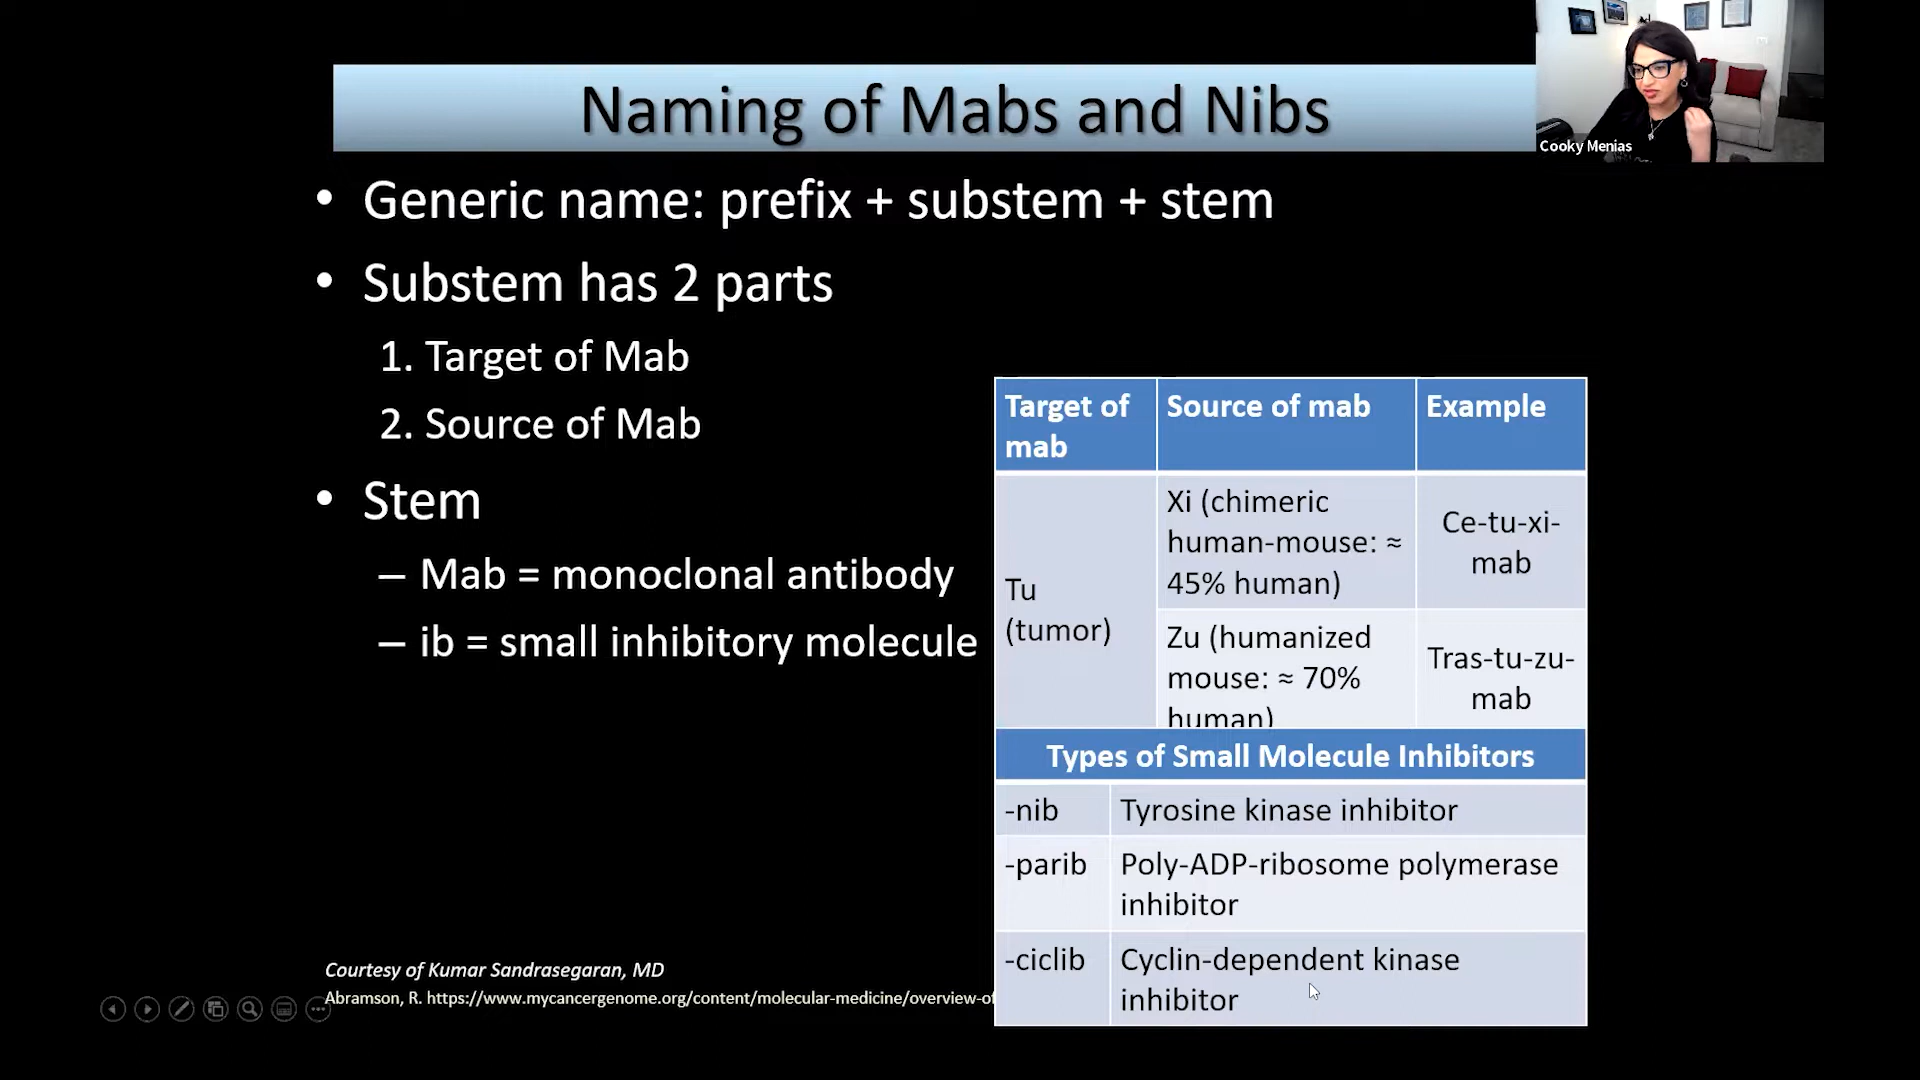 Naming of Mabs and Nibs
Cooky Menias
• Generic name: prefix + substem + stem
• Substem has 2 parts
1. Target of Mab
2. Source of Mab
• Stem
– Mab = monoclonal antibody
– ib = small inhibitory molecule
Target of
mab
Source of mab
Example
Tu
(tumor)
Xi (chimeric
human-mouse: ≈
45% human)
Ce-tu-xi-
mab
Zu (humanized
mouse: ≈ 70%
human)
Tras-tu-zu-
mab
Types of Small Molecule Inhibitors
-nib
Tyrosine kinase inhibitor
-parib
Poly-ADP-ribosome polymerase
inhibitor
-ciclib
Cyclin-dependent kinase
inhibitor
Courtesy of Kumar Sandrasegaran, MD
Abramson, R. https://www.mycancergenome.org/content/molecular-medicine/overview-of